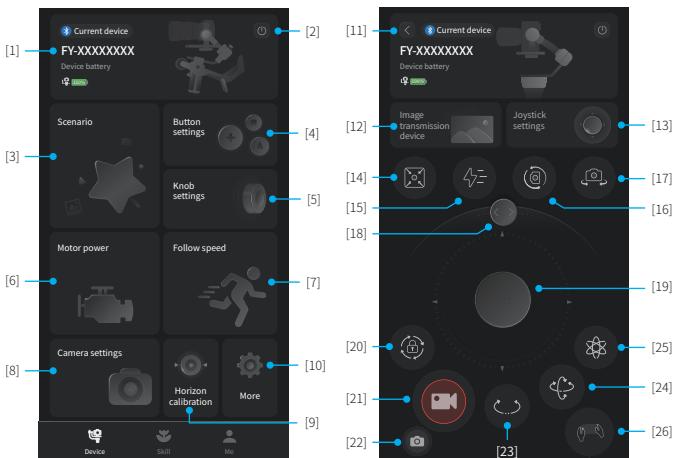 Current device
[1]
FY-XXXXXXXX
[2]
Device battery
100%
Scenario
[3]
Button
settings
[4]
Knob
settings
[5]
Motor power
[6]
Follow speed
[7]
Camera settings
[8]
Horizon
calibration
[9]
More
[10]
Device
Skill
Me
[11]
Current device
FY-XXXXXXXX
Device battery
100%
[12]
Image
transmission
device
Joystick
settings
[13]
[14]
[15]
[16]
[17]
[18]
[19]
[20]
[25]
[21]
[24]
[22]
[23]
[26]